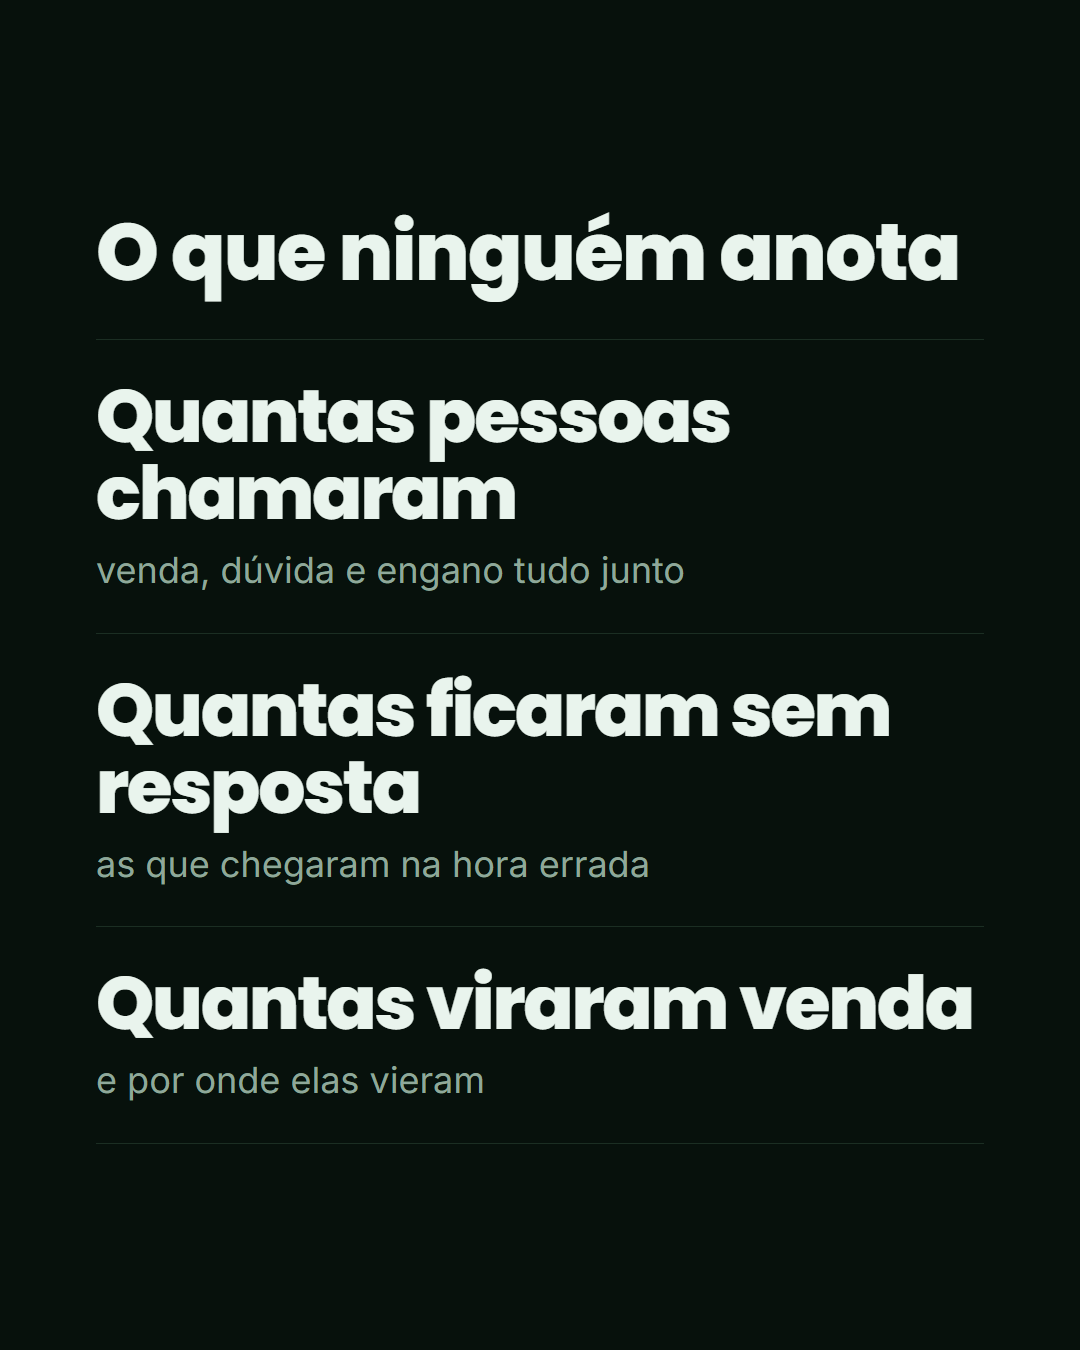 O que ninguém anota
Quantas pessoas
chamaram
venda, dúvida e engano tudo junto
Quantas ficaram sem
resposta
as que chegaram na hora errada
Quantas viraram venda
e por onde elas vieram